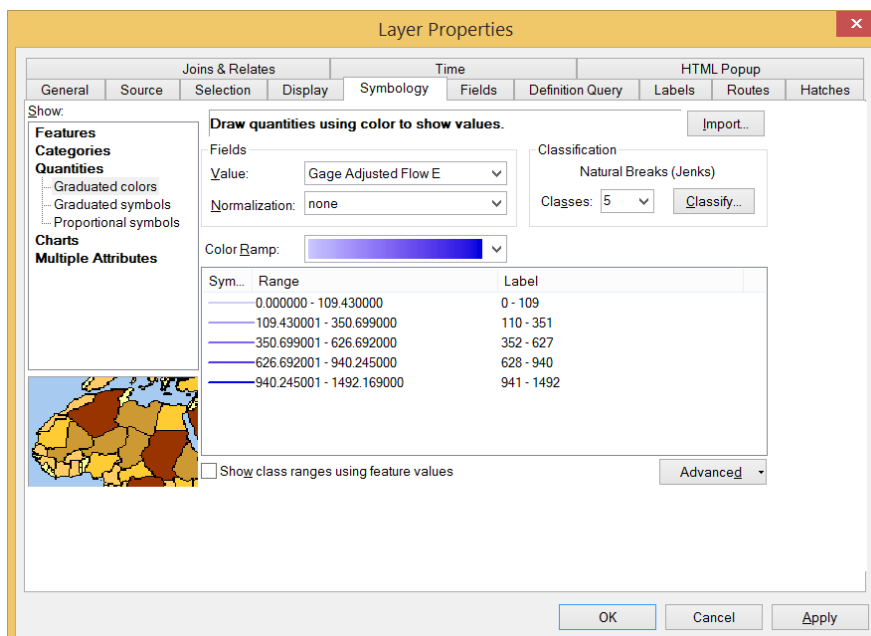 Layer Properties
x
Joins & Relates Time HTML Popup
General Source Selection Display Symbology Fields Definition Query Labels Routes Hatches
Show:
Features
Categories
Quantities
Graduated colors
Graduated symbols
Proportional symbols
Charts
Multiple Attributes
Draw quantities using color to show values.
Import...
Fields
Value: Gage Adjusted Flow E
Normalization: none
Classification
Natural Breaks (Jenks)
Classes: 5 Classify...
Color Ramp:
Sym... Range Label
0.000000 - 109.430000 0 - 109
109.430001 - 350.699000 110 - 351
350.699001 - 626.692000 352 - 627
626.692001 - 940.245000 628 - 940
940.245001 - 1492.169000 941 - 1492
Show class ranges using feature values
Advanced
OK Cancel Apply